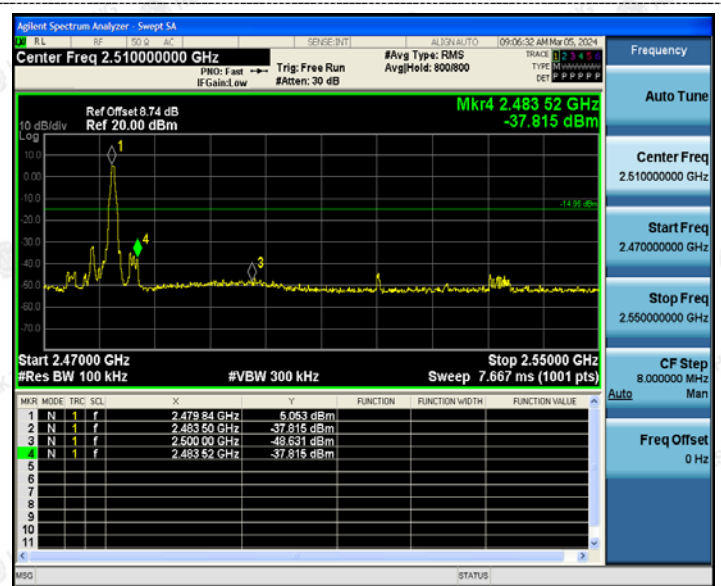 Agilent Spectrum Analyzer - Swept SA
RL RF 50 Ω AC SENSE:INT ALIGNAUTO 09:06:32 AM Mar 05, 2024
Center Freq 2.510000000 GHz
PNO: Fast
IFGain:Low
Trig: Free Run
#Atten: 30 dB
#Avg Type: RMS
Avg|Hold: 800/800
TRACE 1 2 3 4 5 6
TYPE MWWWWW
DET P P P P P P
Frequency
Ref Offset 8.74 dB
Ref 20.00 dBm
10 dB/div
Log
Mkr4 2.483 52 GHz
-37.815 dBm
Auto Tune
Center Freq
2.510000000 GHz
Start Freq
2.470000000 GHz
Stop Freq
2.550000000 GHz
CF Step
8.000000 MHz
Auto Man
Freq Offset
0 Hz
10.0
0.00
-10.0
-20.0
-30.0
-40.0
-50.0
-60.0
-70.0
1
4
3
-14.95 dBm
Start 2.47000 GHz Stop 2.55000 GHz
#Res BW 100 kHz #VBW 300 kHz Sweep 7.667 ms (1001 pts)
MKR MODE TRC SCL X Y FUNCTION FUNCTION WIDTH FUNCTION VALUE
1 N 1 f 2.479 84 GHz 5.053 dBm
2 N 1 f 2.483 50 GHz -37.815 dBm
3 N 1 f 2.500 00 GHz -48.631 dBm
4 N 1 f 2.483 52 GHz -37.815 dBm
5
6
7
8
9
10
11
MSG STATUS